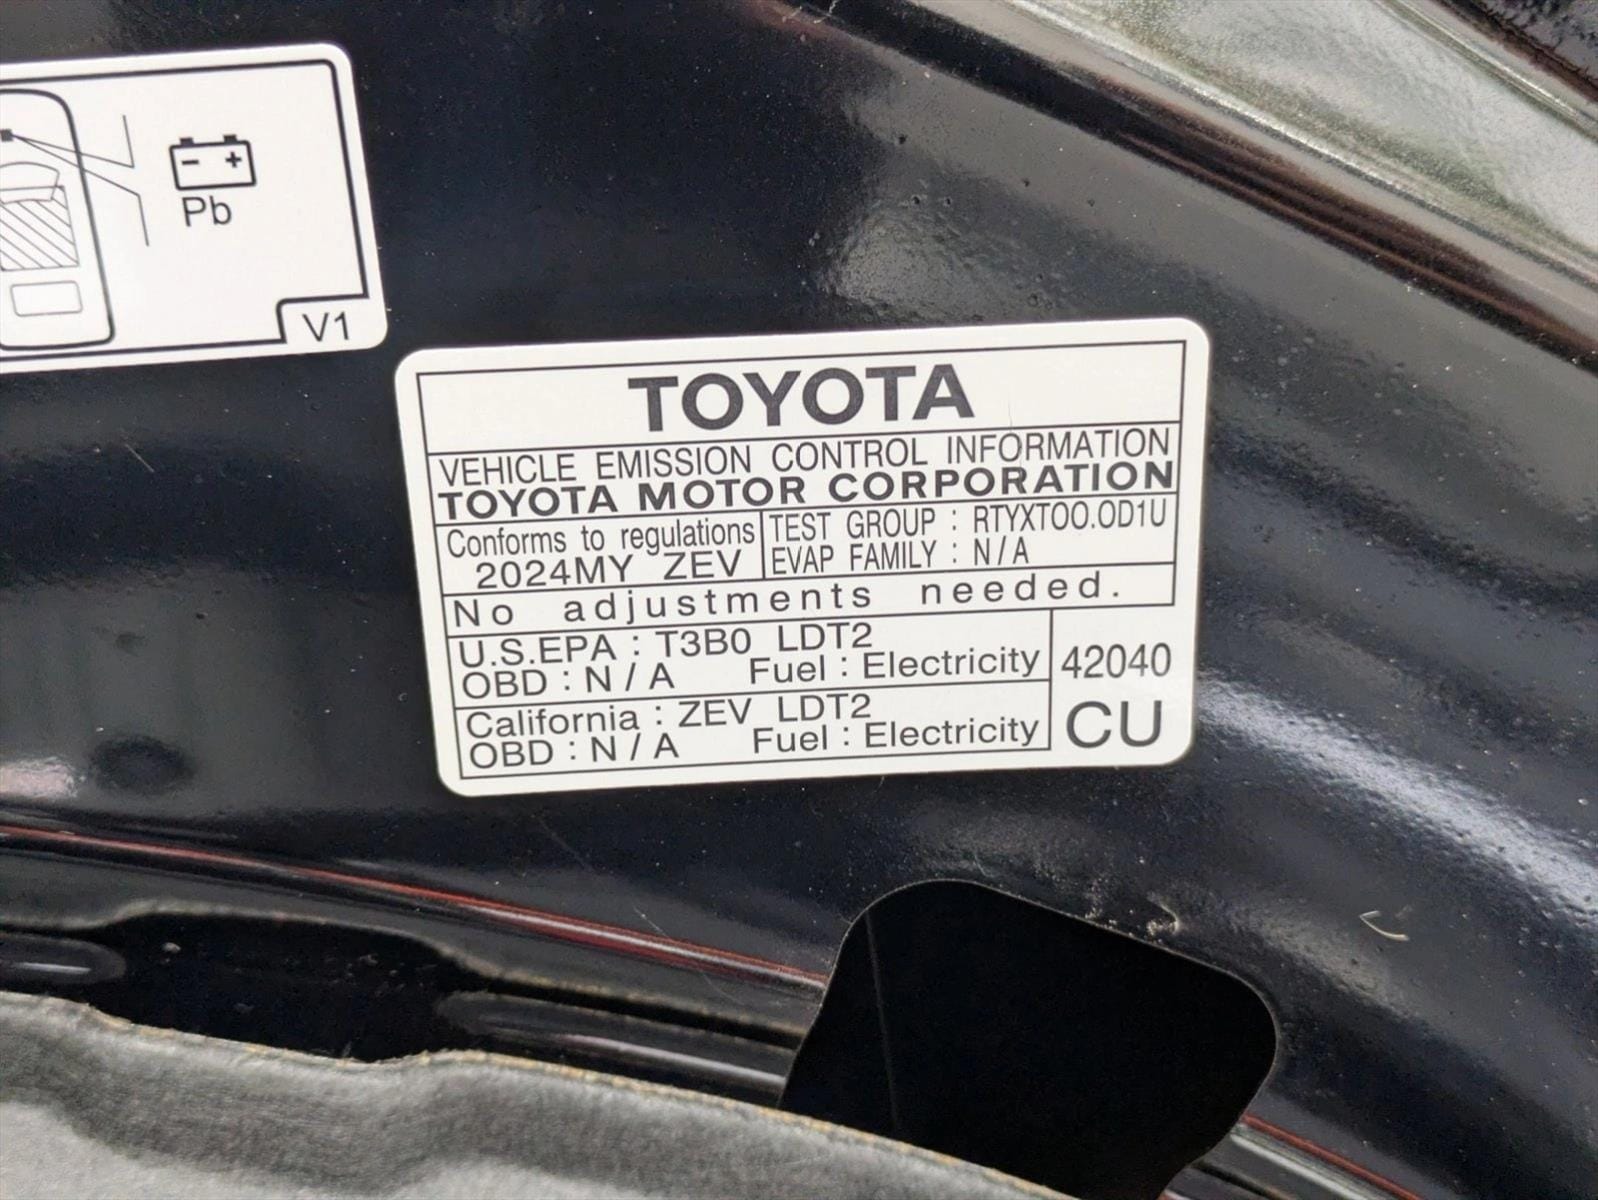 - +
Pb
V1
TOYOTA
VEHICLE EMISSION CONTROL INFORMATION
TOYOTA MOTOR CORPORATION
Conforms to regulations
2024MY ZEV
TEST GROUP : RTYXT00.0D1U
EVAP FAMILY : N/A
No adjustments needed.
U.S.EPA : T3B0 LDT2
OBD : N/A Fuel : Electricity
California : ZEV LDT2
OBD : N/A Fuel : Electricity
42040
CU